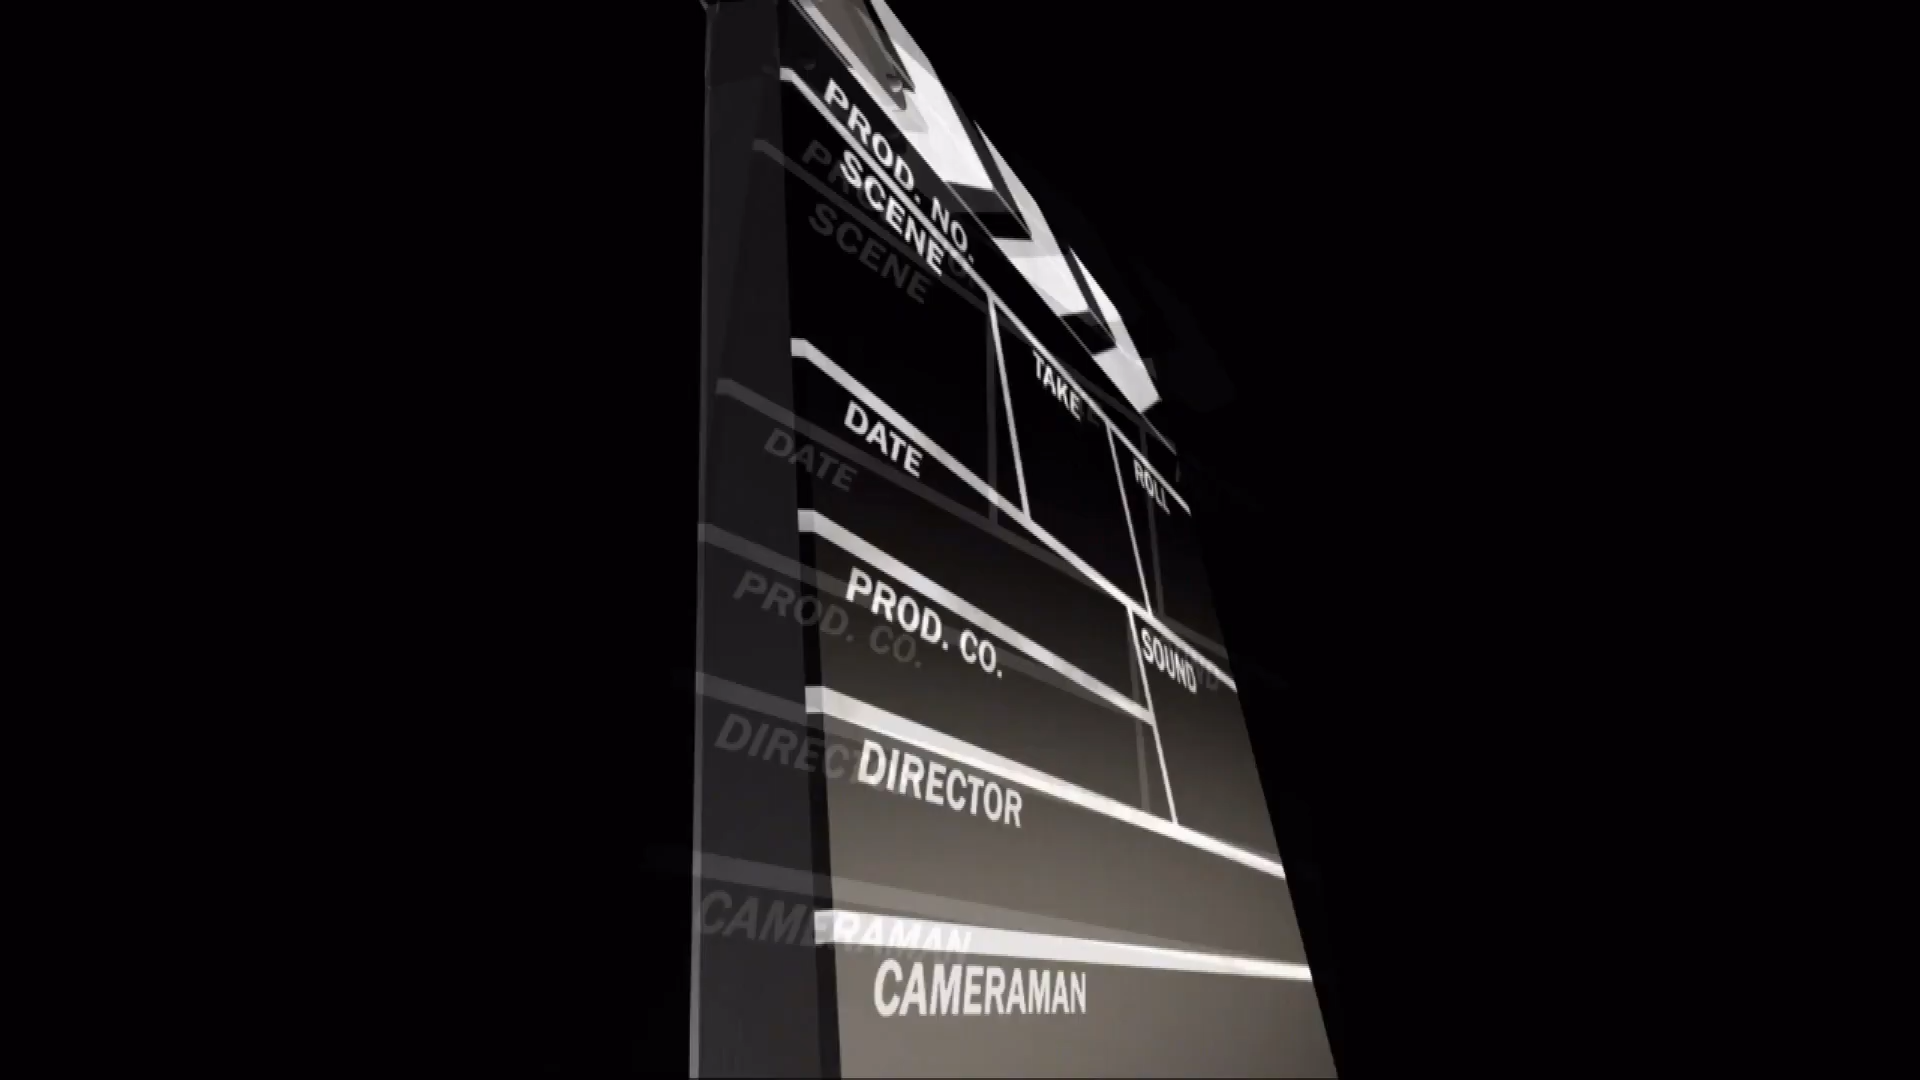 PROD. NO.
SCENE
TAKE
ROLL
DATE
SOUND
PROD. CO.
DIRECTOR
CAMERAMAN